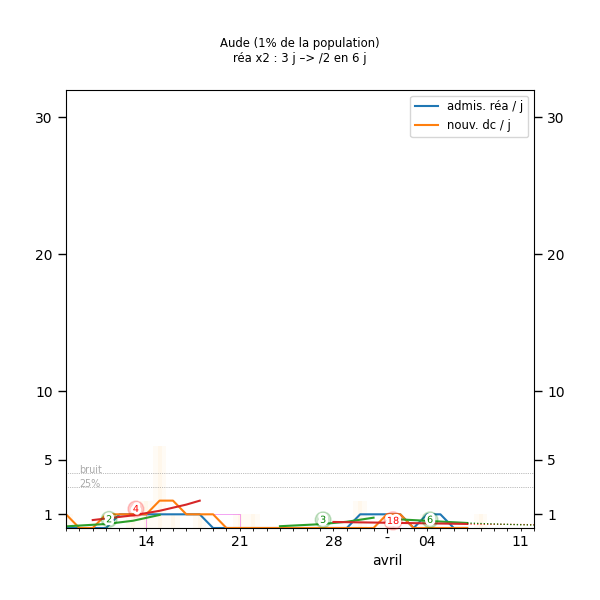 Aude (1% de la population)
réa x2 : 3 j –> /2 en 6 j
admis. réa / j
nouv. dc / j
30 30
20 20
10 10
5 5
bruit
25%
1 1
2 4 3 18 6
14 21 28 - 04 11
avril